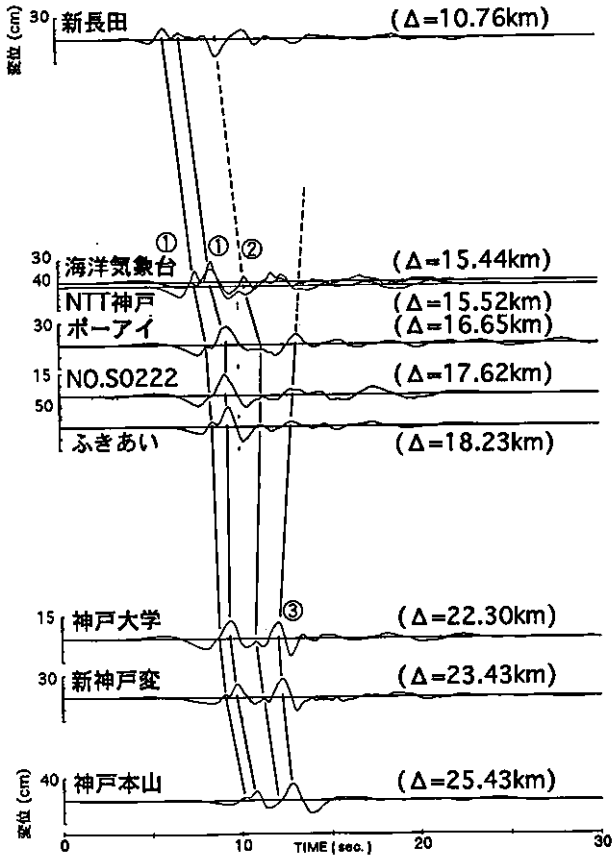 30 新長田 (Δ=10.76km)
変位(cm)
① ① ②
30 海洋気象台 (Δ=15.44km)
40 NTT神戸 (Δ=15.52km)
30 ポーアイ (Δ=16.65km)
15 NO.SO222 (Δ=17.62km)
50 ふきあい (Δ=18.23km)
③
15 神戸大学 (Δ=22.30km)
30 新神戸変 (Δ=23.43km)
40 神戸本山 (Δ=25.43km)
変位(cm)
0 10 20 30
TIME (sec.)